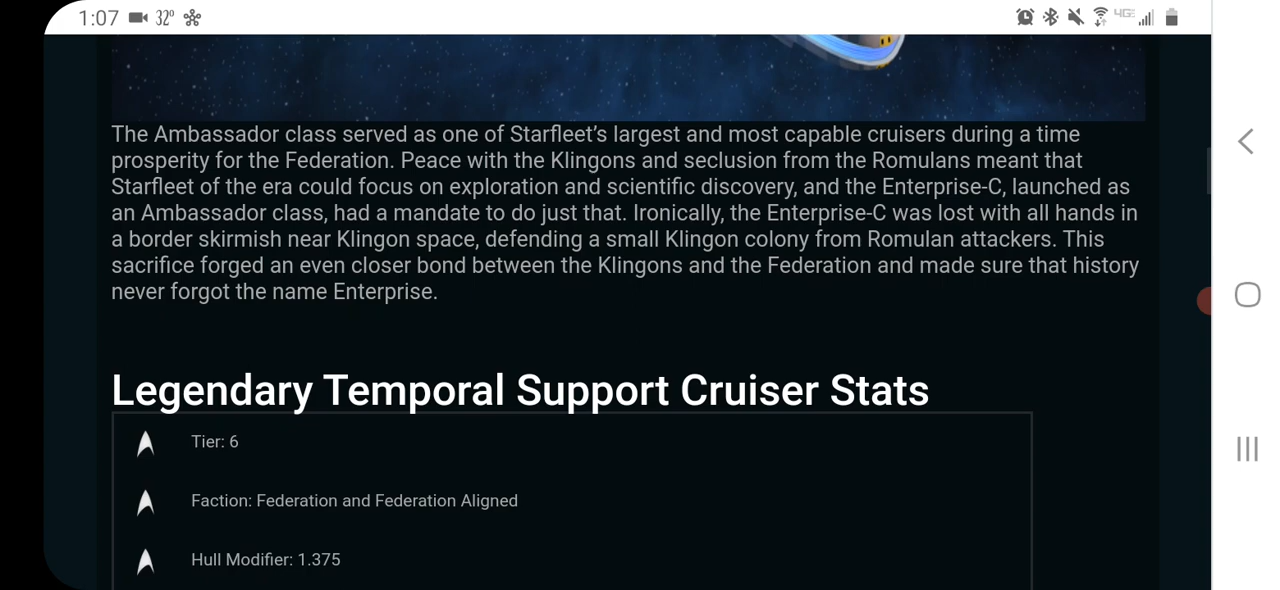 1:07 32°
4GE
The Ambassador class served as one of Starfleet's largest and most capable cruisers during a time
prosperity for the Federation. Peace with the Klingons and seclusion from the Romulans meant that
Starfleet of the era could focus on exploration and scientific discovery, and the Enterprise-C, launched as
an Ambassador class, had a mandate to do just that. Ironically, the Enterprise-C was lost with all hands in
a border skirmish near Klingon space, defending a small Klingon colony from Romulan attackers. This
sacrifice forged an even closer bond between the Klingons and the Federation and made sure that history
never forgot the name Enterprise.
Legendary Temporal Support Cruiser Stats
Tier: 6
Faction: Federation and Federation Aligned
Hull Modifier: 1.375